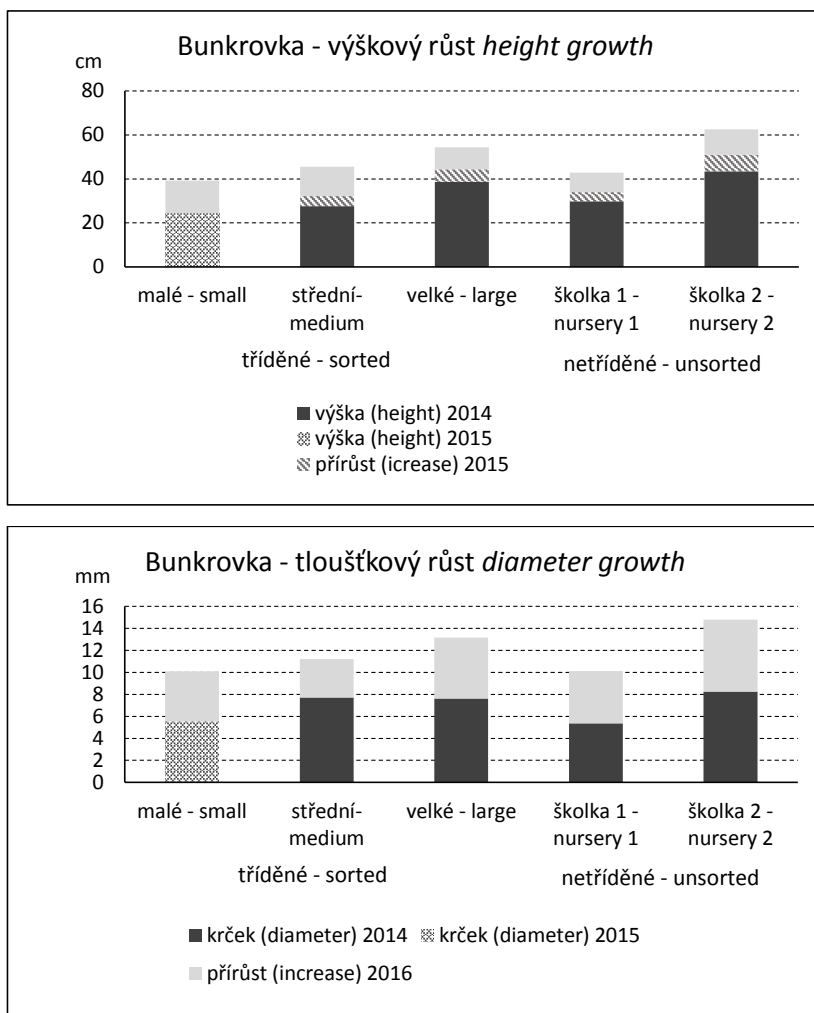 Bunkrovka - výškový růst height growth
cm
80
60
40
20
0
malé - small
střední-
medium
velké - large
školka 1 -
nursery 1
školka 2 -
nursery 2
tříděné - sorted
netříděné - unsorted
výška (height) 2014
výška (height) 2015
přírůst (icrease) 2015
Bunkrovka - tloušťkový růst diameter growth
mm
16
14
12
10
8
6
4
2
0
malé - small
střední-
medium
velké - large
školka 1 -
nursery 1
školka 2 -
nursery 2
tříděné - sorted
netříděné - unsorted
krček (diameter) 2014 krček (diameter) 2015
přírůst (increase) 2016